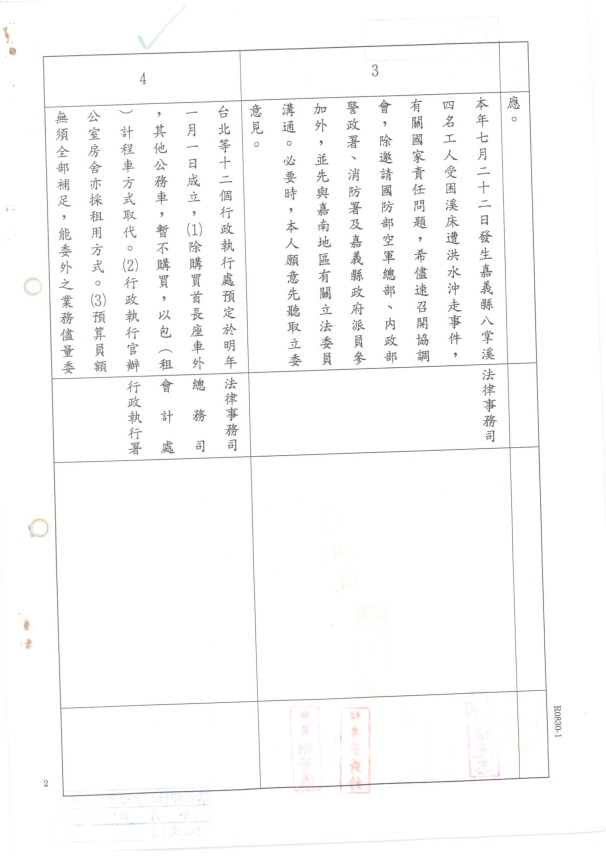 應。
3
本年七月二十二日發生嘉義縣八掌溪
四名工人受困溪床遭洪水沖走事件，
有關國家責任問題，希儘速召開協調
會，除邀請國防部空軍總部、內政部
警政署、消防署及嘉義縣政府派員參
加外，並先與嘉南地區有關立法委員
溝通。必要時，本人願意先聽取立委
意見。
法律事務司
4
台北等十二個行政執行處預定於明年
一月一日成立，(1)除購買首長座車外
，其他公務車，暫不購買，以包（租
）計程車方式取代。(2)行政執行官辦
公室房舍亦採租用方式。(3)預算員額
無須全部補足，能委外之業務儘量委
法律事務司
總務司
會計處
行政執行署
R0830-1
2